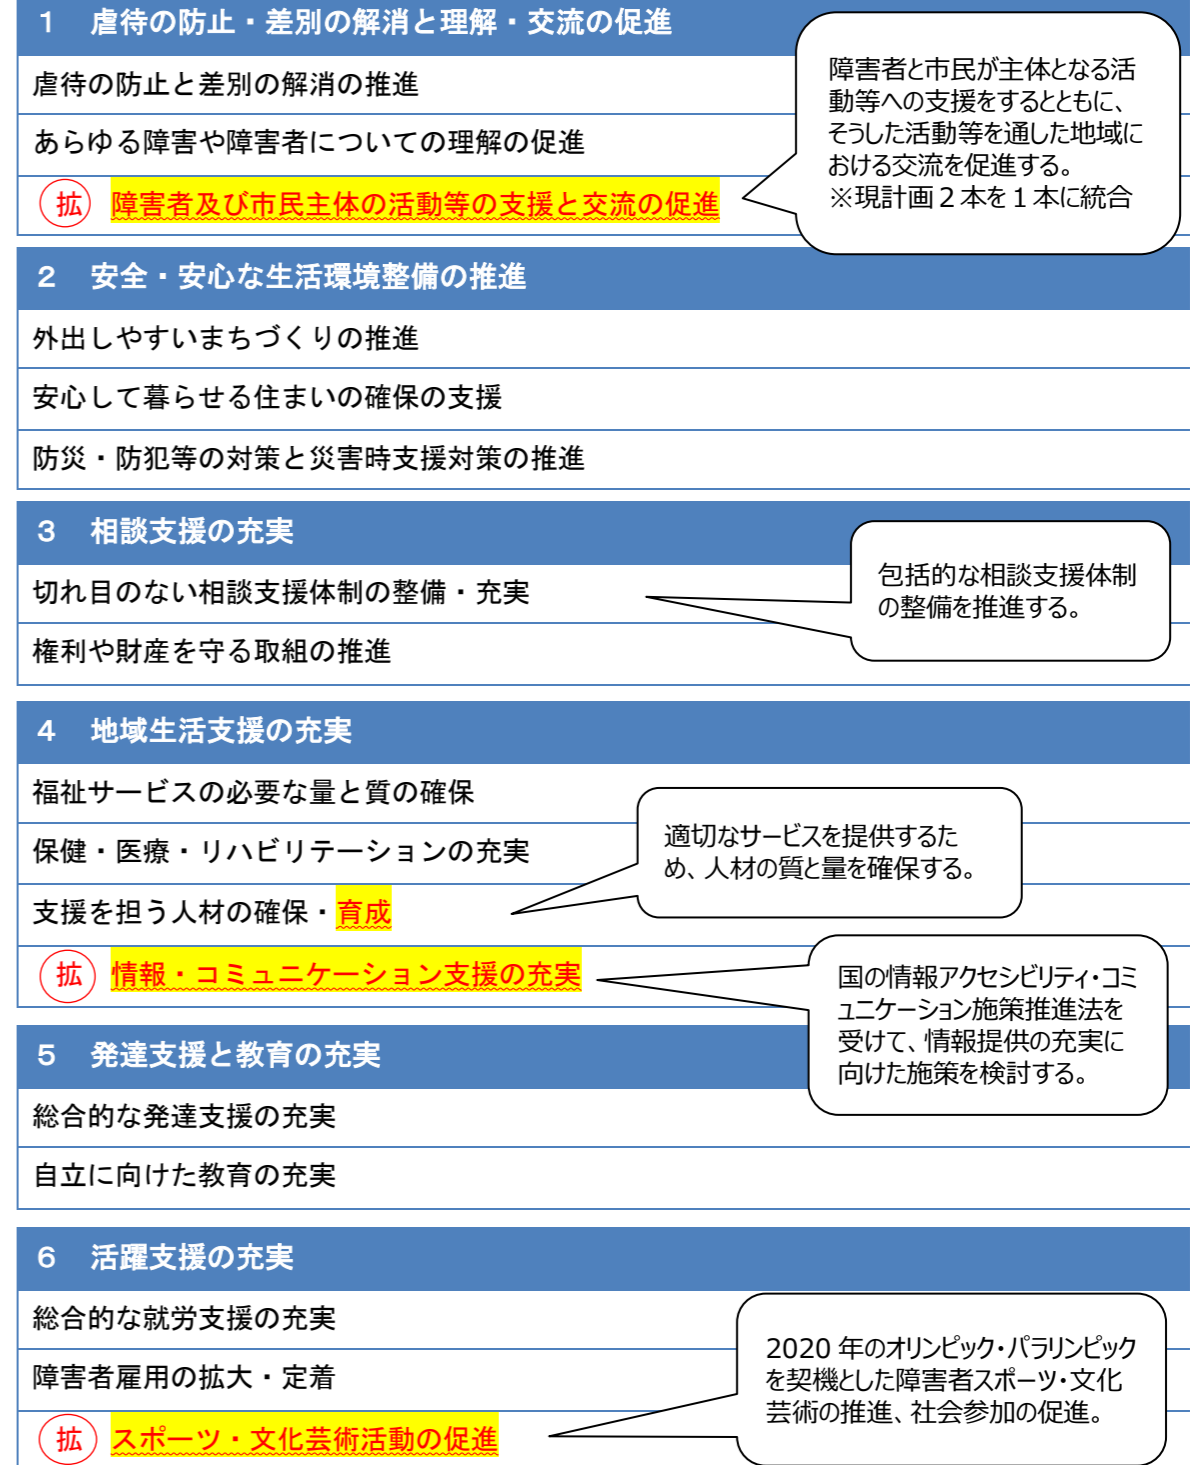 １　虐待の防止・差別の解消と理解・交流の促進
虐待の防止と差別の解消の推進
あらゆる障害や障害者についての理解の促進
拡 障害者及び市民主体の活動等の支援と交流の促進
障害者と市民が主体となる活
動等への支援をするとともに、
そうした活動等を通した地域に
おける交流を促進する。
※現計画２本を１本に統合
２　安全・安心な生活環境整備の推進
外出しやすいまちづくりの推進
安心して暮らせる住まいの確保の支援
防災・防犯等の対策と災害時支援対策の推進
３　相談支援の充実
切れ目のない相談支援体制の整備・充実
権利や財産を守る取組の推進
包括的な相談支援体制
の整備を推進する。
４　地域生活支援の充実
福祉サービスの必要な量と質の確保
保健・医療・リハビリテーションの充実
支援を担う人材の確保・育成
適切なサービスを提供するた
め、人材の質と量を確保する。
拡 情報・コミュニケーション支援の充実
国の情報アクセシビリティ・コミ
ュニケーション施策推進法を
受けて、情報提供の充実に
向けた施策を検討する。
５　発達支援と教育の充実
総合的な発達支援の充実
自立に向けた教育の充実
６　活躍支援の充実
総合的な就労支援の充実
障害者雇用の拡大・定着
拡 スポーツ・文化芸術活動の促進
2020 年のオリンピック・パラリンピック
を契機とした障害者スポーツ・文化
芸術の推進、社会参加の促進。